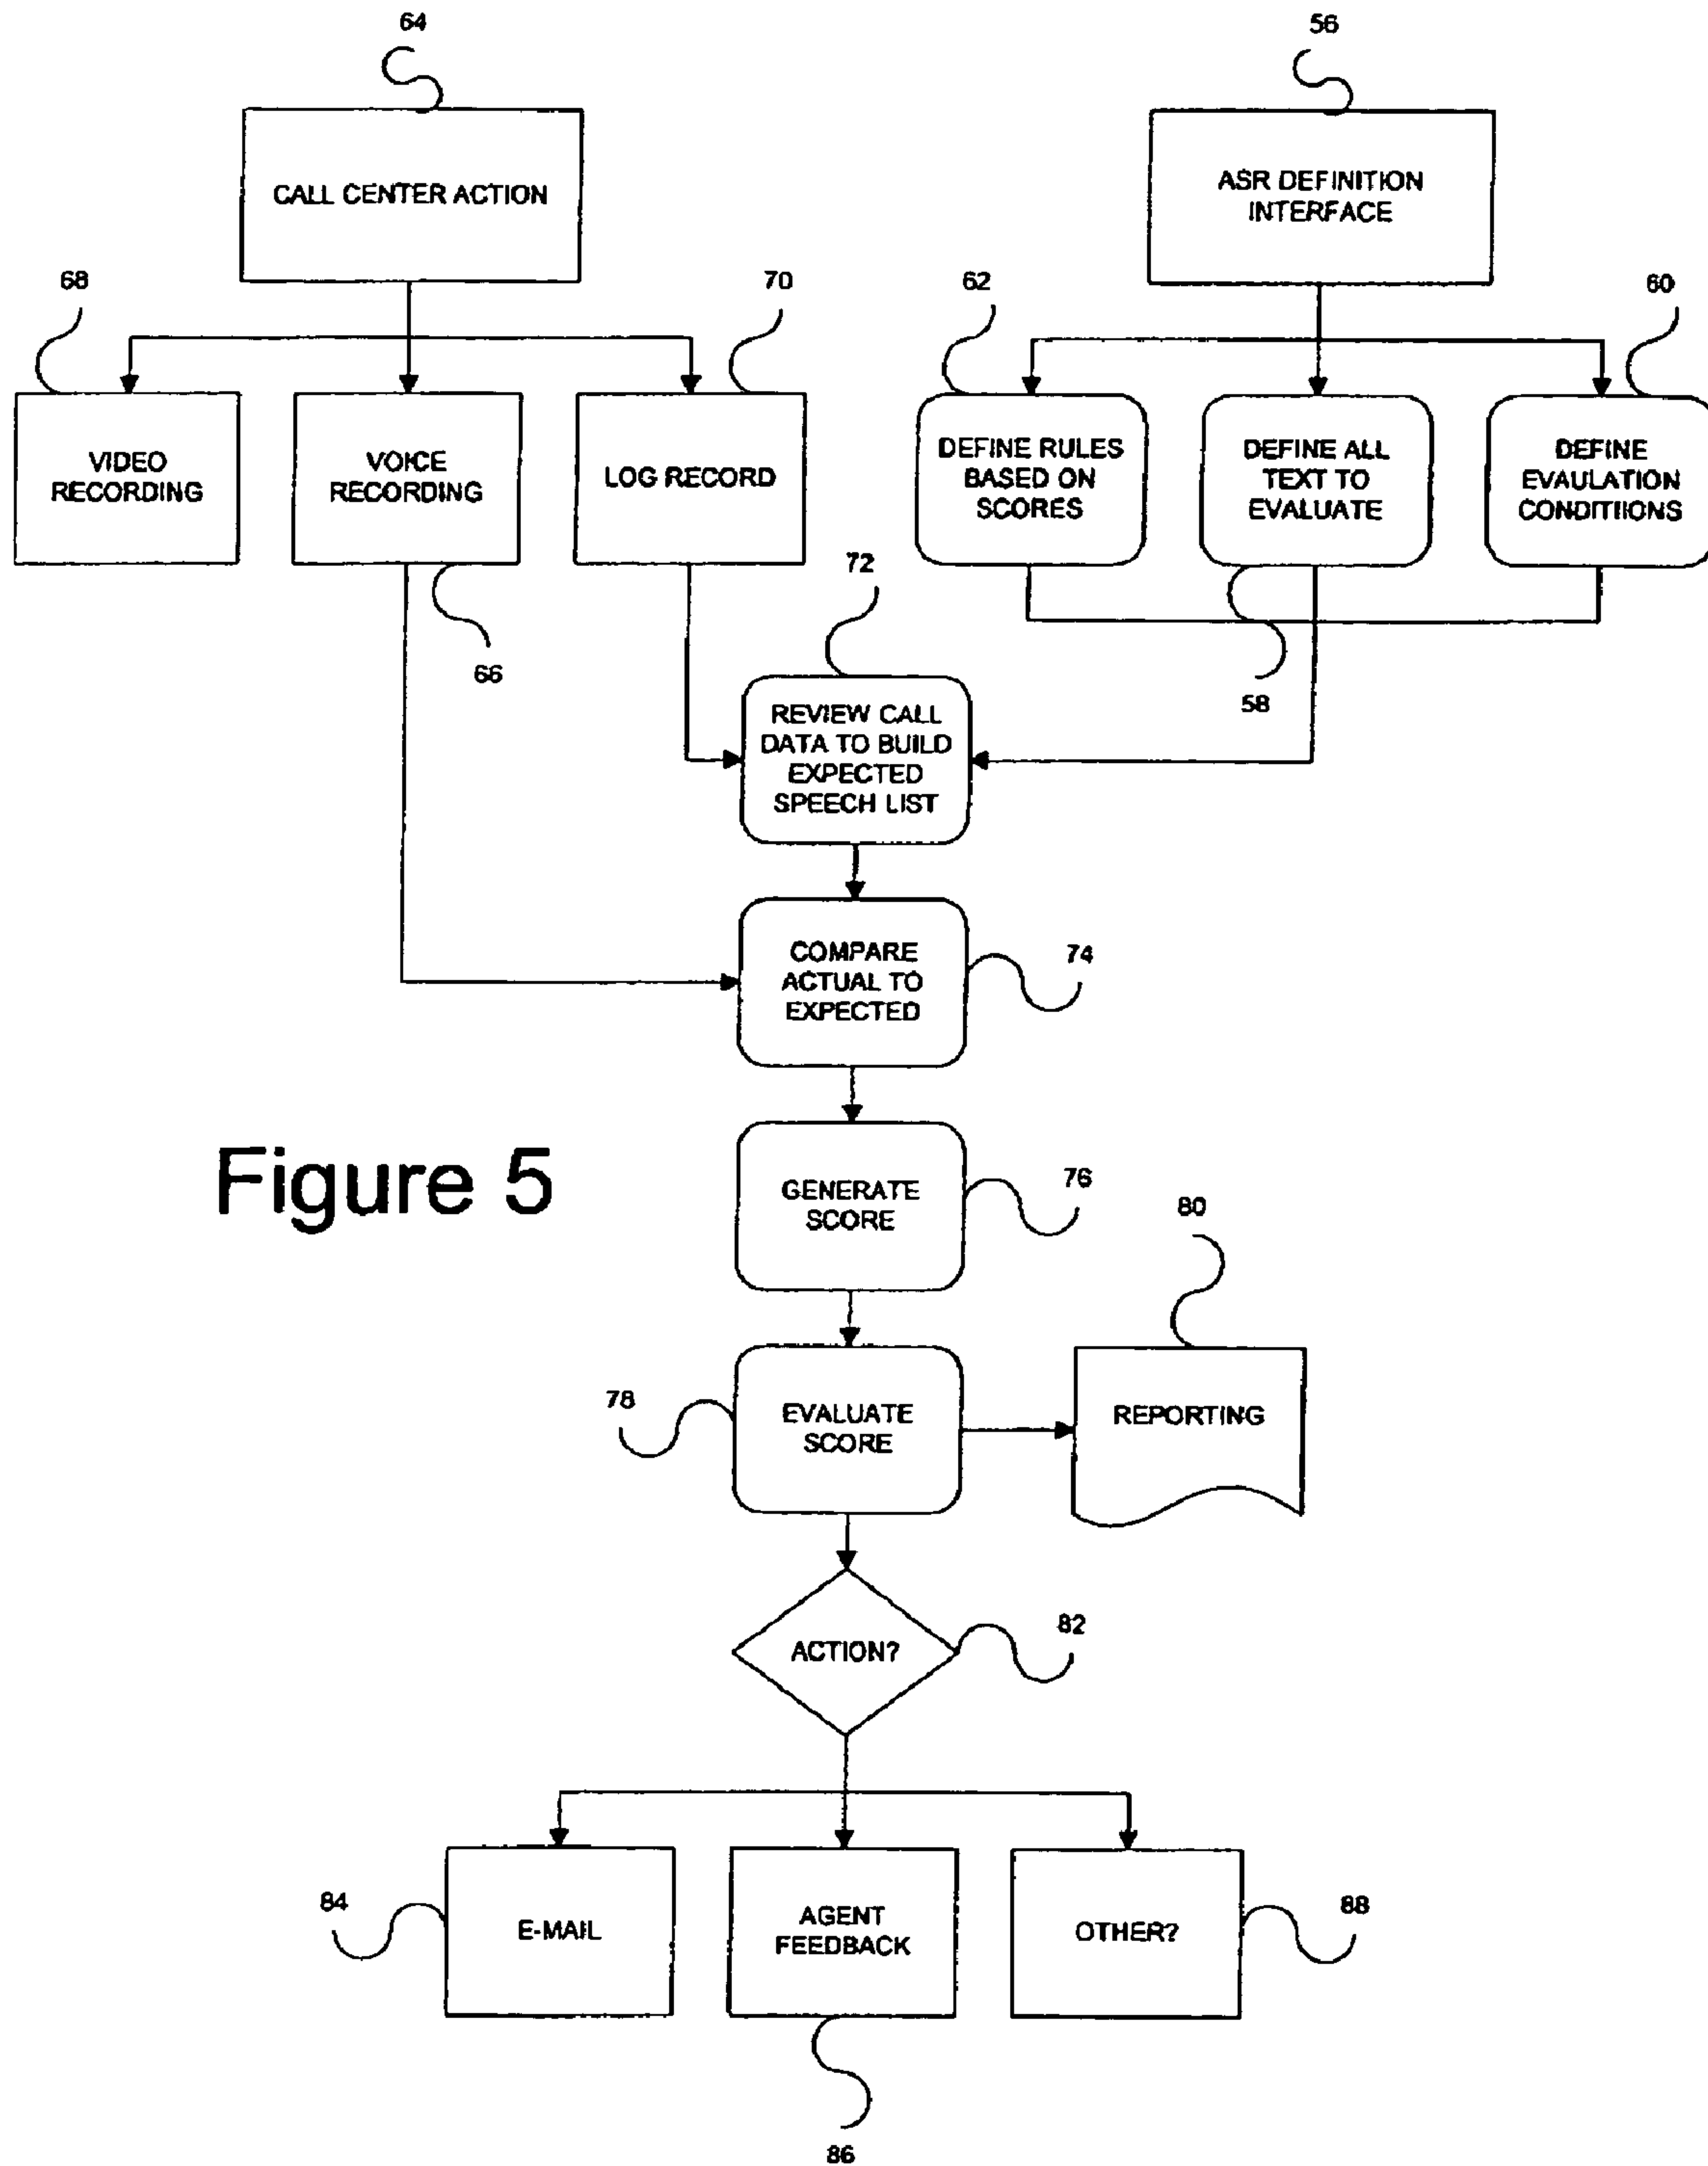 64
56
CALL CENTER ACTION
ASR DEFINITION
INTERFACE
68
70
62
60
VIDEO
RECORDING
VOICE
RECORDING
LOG RECORD
DEFINE RULES
BASED ON
SCORES
DEFINE ALL
TEXT TO
EVALUATE
DEFINE
EVAULATION
CONDITIIONS
72
66
58
REVIEW CALL
DATA TO BUILD
EXPECTED
SPEECH LIST
COMPARE
ACTUAL TO
EXPECTED
74
Figure 5
GENERATE
SCORE
76
80
78
EVALUATE
SCORE
REPORTING
ACTION?
82
84
E-MAIL
AGENT
FEEDBACK
OTHER?
88
86